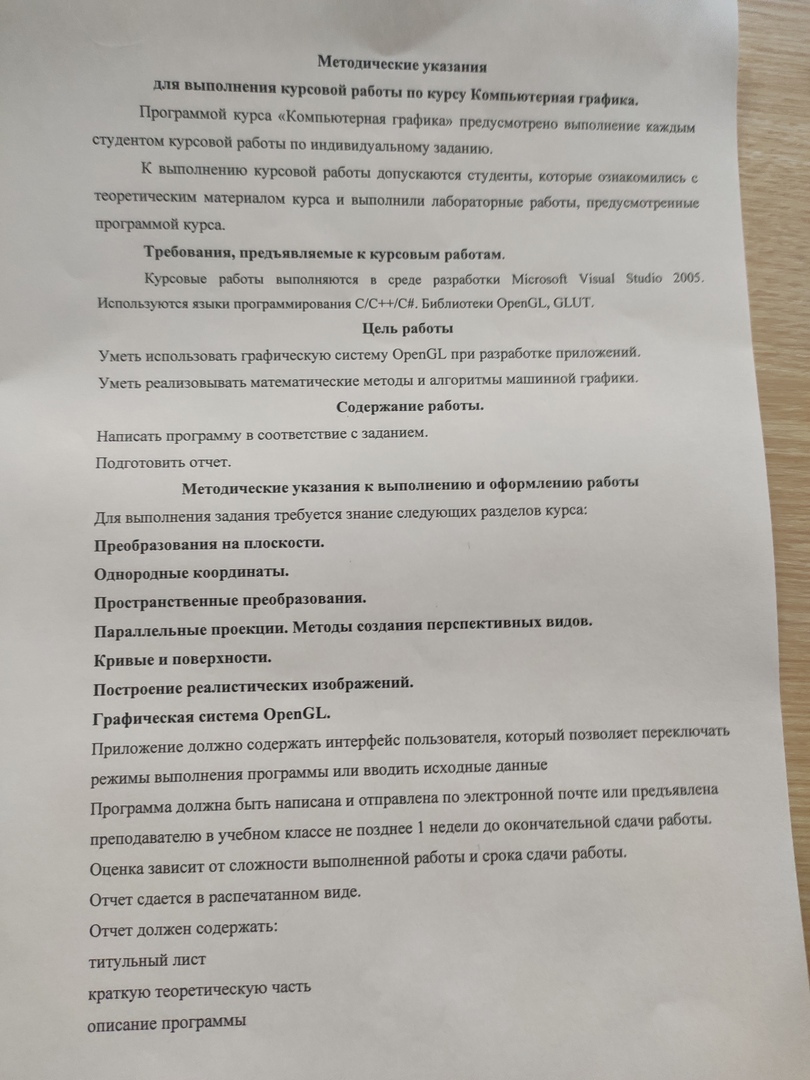 Методические указания
для выполнения курсовой работы по курсу Компьютерная графика.
Программой курса «Компьютерная графика» предусмотрено выполнение каждым
студентом курсовой работы по индивидуальному заданию.
К выполнению курсовой работы допускаются студенты, которые ознакомились с
теоретическим материалом курса и выполнили лабораторные работы, предусмотренные
программой курса.
Требования, предъявляемые к курсовым работам.
Курсовые работы выполняются в среде разработки Microsoft Visual Studio 2005.
Используются языки программирования C/C++/C#. Библиотеки OpenGL, GLUT.
Цель работы
Уметь использовать графическую систему OpenGL при разработке приложений.
Уметь реализовывать математические методы и алгоритмы машинной графики.
Содержание работы.
Написать программу в соответствие с заданием.
Подготовить отчет.
Методические указания к выполнению и оформлению работы
Для выполнения задания требуется знание следующих разделов курса:
Преобразования на плоскости.
Однородные координаты.
Пространственные преобразования.
Параллельные проекции. Методы создания перспективных видов.
Кривые и поверхности.
Построение реалистических изображений.
Графическая система OpenGL.
Приложение должно содержать интерфейс пользователя, который позволяет переключать
режимы выполнения программы или вводить исходные данные
Программа должна быть написана и отправлена по электронной почте или предъявлена
преподавателю в учебном классе не позднее 1 недели до окончательной сдачи работы.
Оценка зависит от сложности выполненной работы и срока сдачи работы.
Отчет сдается в распечатанном виде.
Отчет должен содержать:
титульный лист
краткую теоретическую часть
описание программы